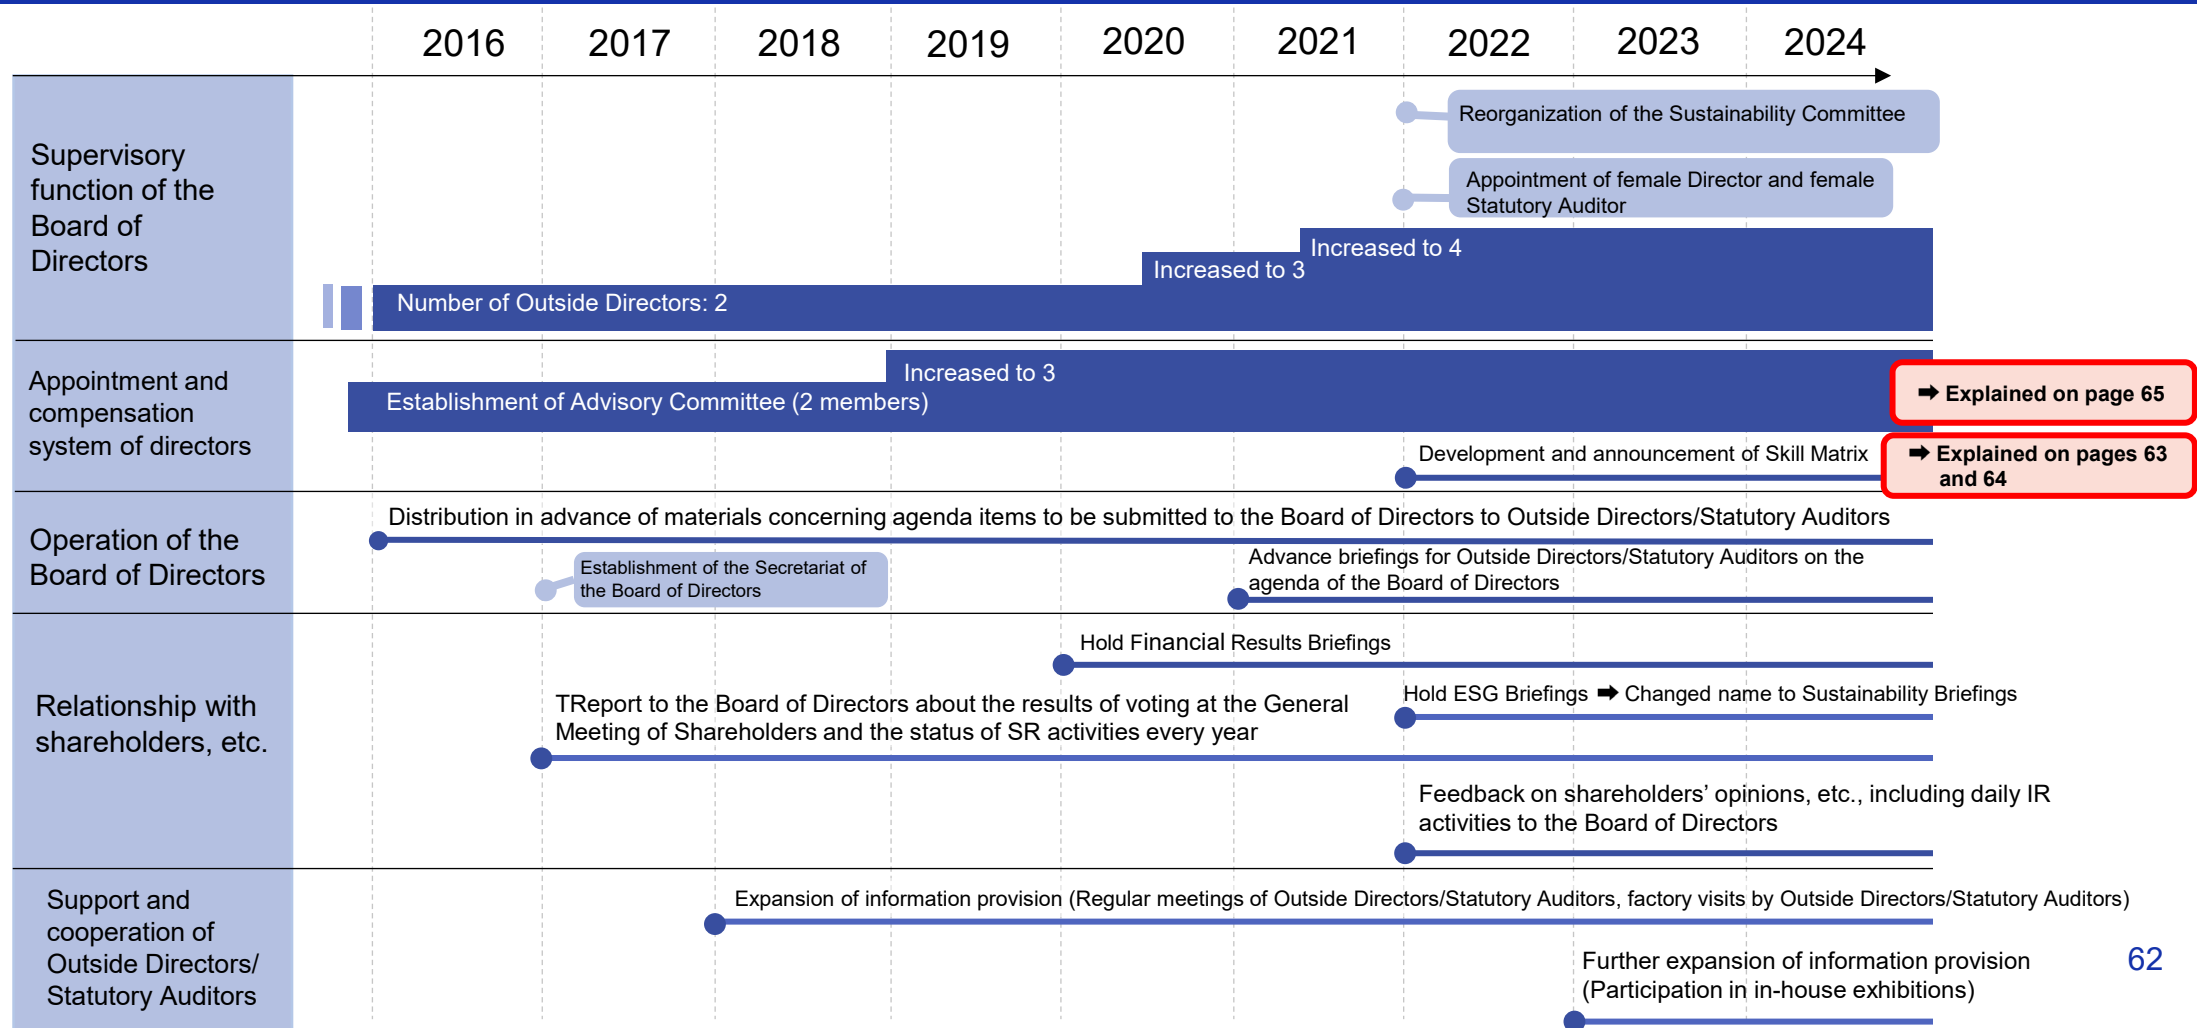 2016 2017 2018 2019 2020 2021 2022 2023 2024
Supervisory
function of the
Board of
Directors
Reorganization of the Sustainability Committee
Appointment of female Director and female
Statutory Auditor
Increased to 4
Increased to 3
Number of Outside Directors: 2
Appointment and
compensation
system of directors
Increased to 3
Establishment of Advisory Committee (2 members)
➡ Explained on page 65
Development and announcement of Skill Matrix
➡ Explained on pages 63
and 64
Operation of the
Board of Directors
Distribution in advance of materials concerning agenda items to be submitted to the Board of Directors to Outside Directors/Statutory Auditors
Establishment of the Secretariat of
the Board of Directors
Advance briefings for Outside Directors/Statutory Auditors on the
agenda of the Board of Directors
Relationship with
shareholders, etc.
Hold Financial Results Briefings
TReport to the Board of Directors about the results of voting at the General
Meeting of Shareholders and the status of SR activities every year
Hold ESG Briefings ➡ Changed name to Sustainability Briefings
Feedback on shareholders’ opinions, etc., including daily IR
activities to the Board of Directors
Support and
cooperation of
Outside Directors/
Statutory Auditors
Expansion of information provision (Regular meetings of Outside Directors/Statutory Auditors, factory visits by Outside Directors/Statutory Auditors)
Further expansion of information provision
(Participation in in-house exhibitions)
62